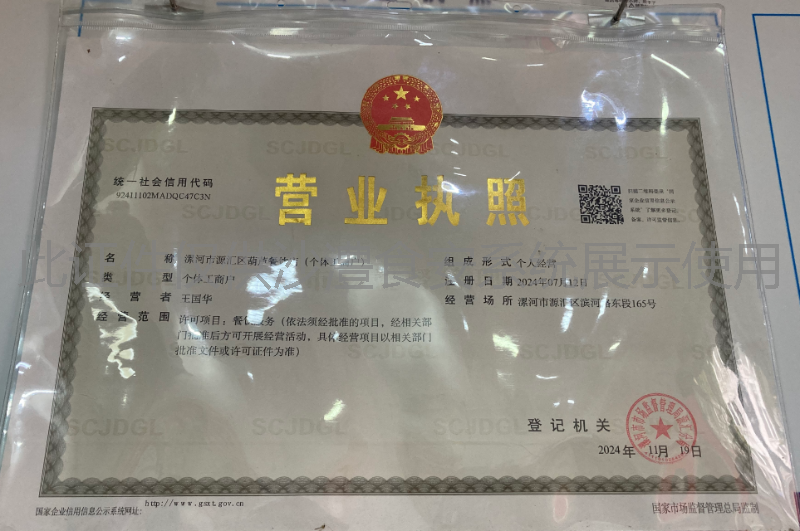 统一社会信用代码
92411102MADQC47C3N
营业执照
名 称 漯河市源汇区葫芦 (个体
类 型 个体工商户
经 营 者 王国华
经 营 范 围 许可项目：餐饮服务（依法须经批准的项目，经相关部
门批准后方可开展经营活动，具体经营项目以相关部门
批准文件或许可证件为准）
组 成 形 式 个人经营
注 册 日 期 2024年07月12日
经 营 场 所 漯河市源汇区滨河路东段165号
登记机关
2024 年 11月 19日
国家企业信用信息公示系统网址:
http://www.gsxt.gov.cn
国家市场监督管理总局监制
SCJDGL